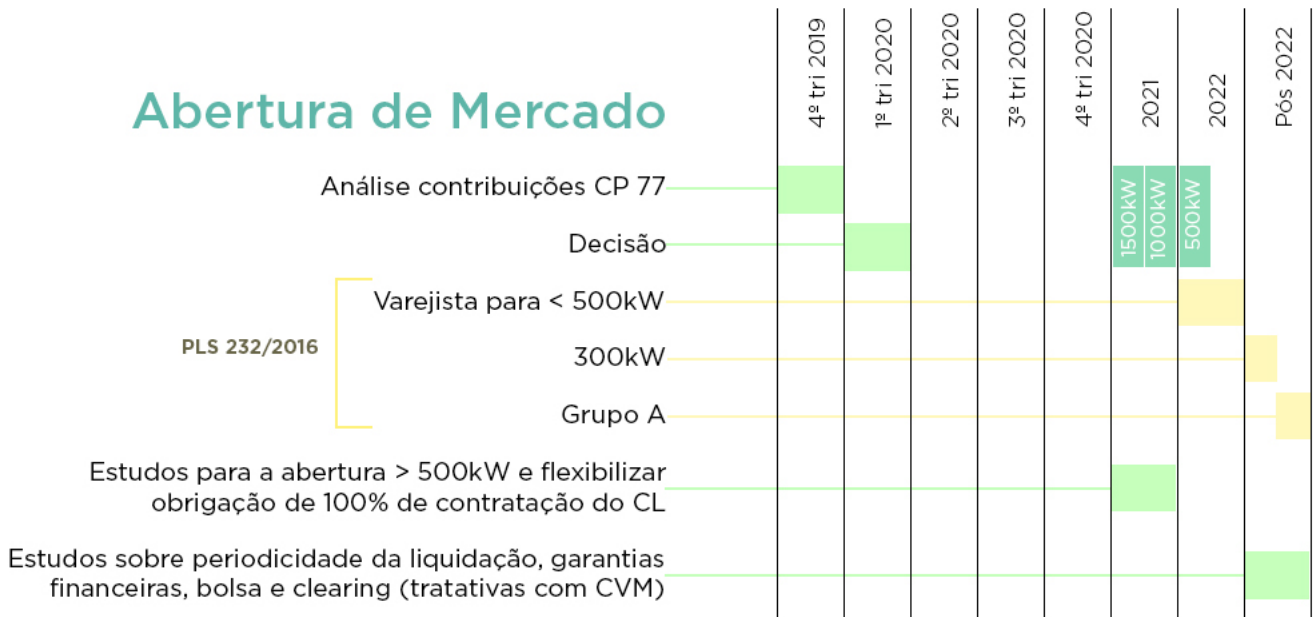 Abertura de Mercado
4º tri 2019
1º tri 2020
2º tri 2020
3º tri 2020
4º tri 2020
2021
2022
Pós 2022
Análise contribuições CP 77
1500kW
1000kW
500kW
Decisão
Varejista para < 500kW
PLS 232/2016
300kW
Grupo A
Estudos para a abertura > 500kW e flexibilizar
obrigação de 100% de contratação do CL
Estudos sobre periodicidade da liquidação, garantias
financeiras, bolsa e clearing (tratativas com CVM)